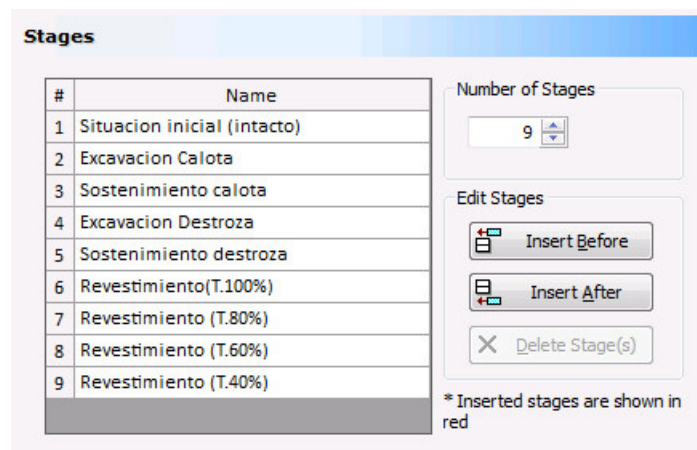 Stages
# Name
1 Situacion inicial (intacto)
2 Excavacion Calota
3 Sostenimiento calota
4 Excavacion Destroza
5 Sostenimiento destroza
6 Revestimiento(T.100%)
7 Revestimiento (T.80%)
8 Revestimiento (T.60%)
9 Revestimiento (T.40%)
Number of Stages
9
Edit Stages
Insert Before
Insert After
Delete Stage(s)
* Inserted stages are shown in
red